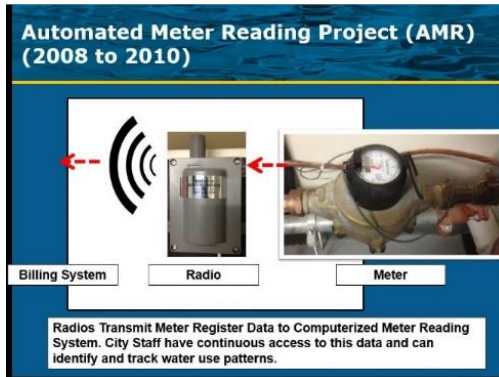 Automated Meter Reading Project (AMR)
(2008 to 2010)
Billing System
Radio
Meter
Radios Transmit Meter Register Data to Computerized Meter Reading
System. City Staff have continuous access to this data and can
identify and track water use patterns.